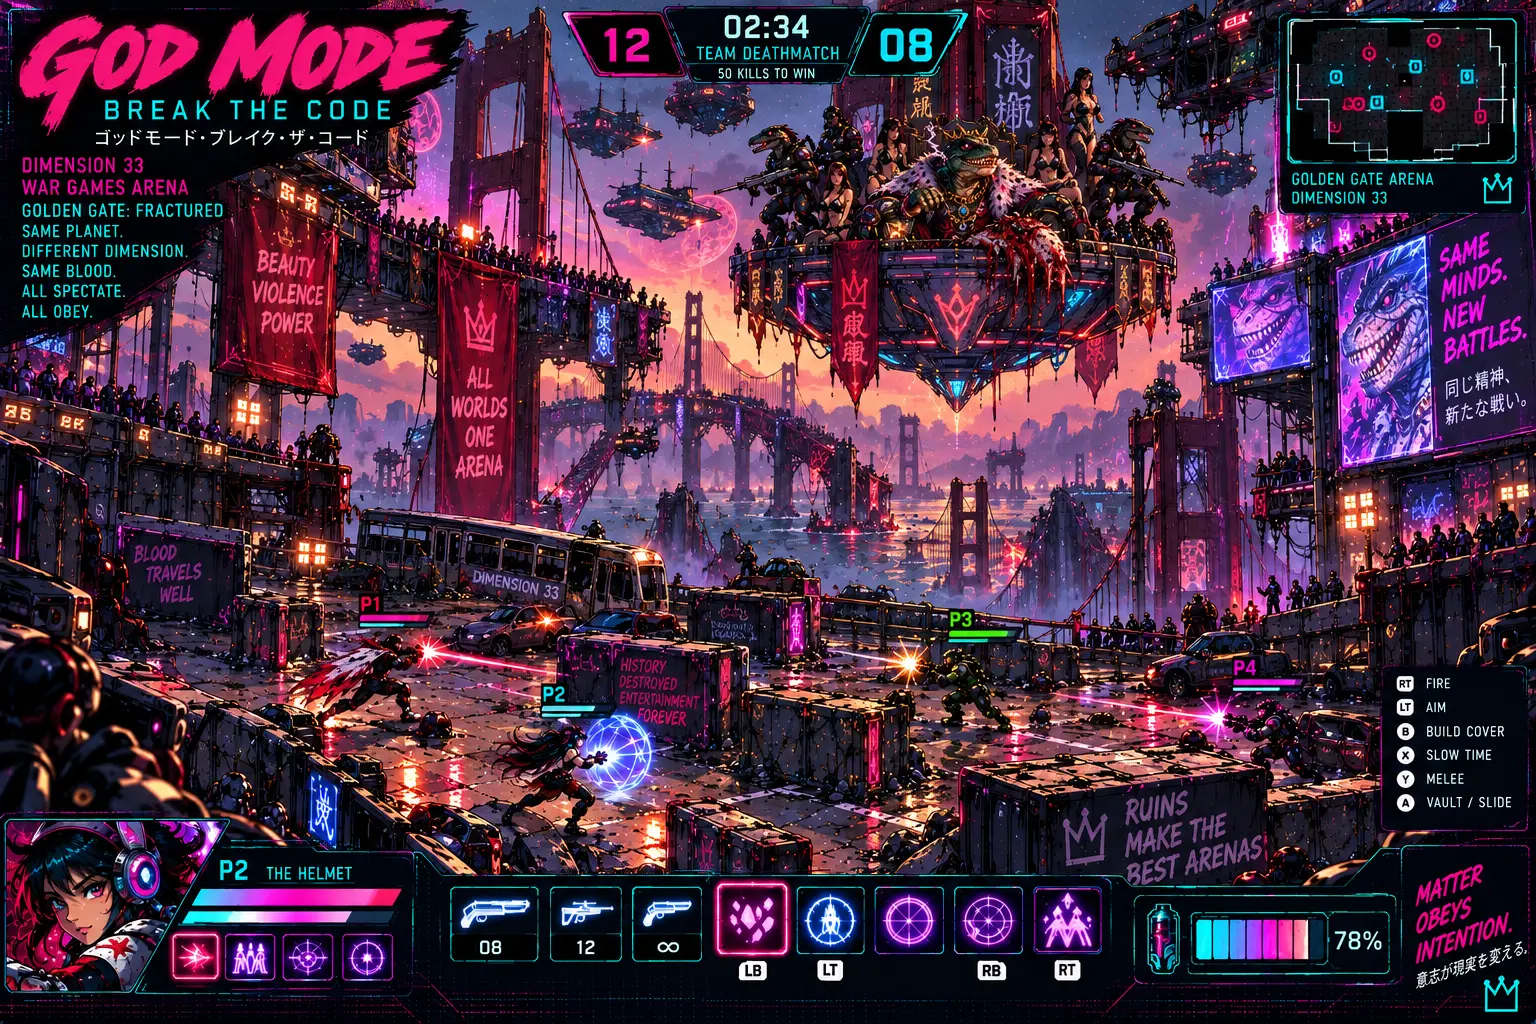 GOD MODE
BREAK THE CODE
ゴッドモード・ブレイク・ザ・コード
DIMENSION 33
WAR GAMES ARENA
GOLDEN GATE: FRACTURED
SAME PLANET.
DIFFERENT DIMENSION.
SAME BLOOD.
ALL SPECTATE.
ALL OBEY.
12
02:34
TEAM DEATHMATCH
50 KILLS TO WIN
08
GOLDEN GATE ARENA
DIMENSION 33
BEAUTY
VIOLENCE
POWER
ALL
WORLDS
ONE
ARENA
SAME
MINDS.
NEW
BATTLES.
同じ精神、
新たな戦い。
BLOOD
TRAVELS
WELL
DIMENSION 33
P1
P2
P3
P4
HISTORY
DESTROYED
ENTERTAINMENT
FOREVER
RUINS
MAKE THE
BEST ARENAS
RT FIRE
LT AIM
B BUILD COVER
X SLOW TIME
Y MELEE
A VAULT / SLIDE
P2 THE HELMET
08
12
∞
LB
LT
RB
RT
78%
MATTER
OBEYS
INTENTION.
意志が現実を変える。